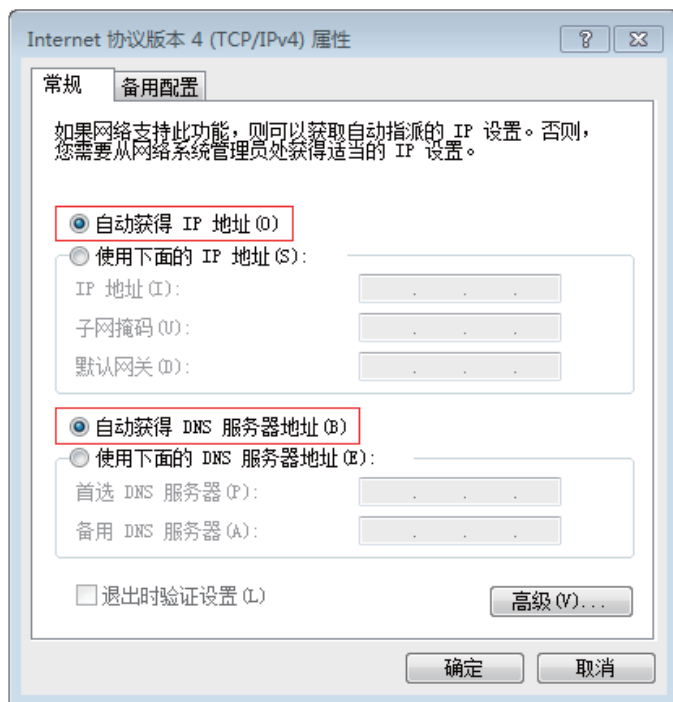 Internet 协议版本 4 (TCP/IPv4) 属性
常规
备用配置
如果网络支持此功能，则可以获取自动指派的 IP 设置。否则，
您需要从网络系统管理员处获得适当的 IP 设置。
自动获得 IP 地址(O)
使用下面的 IP 地址(S):
IP 地址(I):
子网掩码(U):
默认网关(D):
自动获得 DNS 服务器地址(B)
使用下面的 DNS 服务器地址(E):
首选 DNS 服务器(P):
备用 DNS 服务器(A):
退出时验证设置(L)
高级(V)...
确定
取消